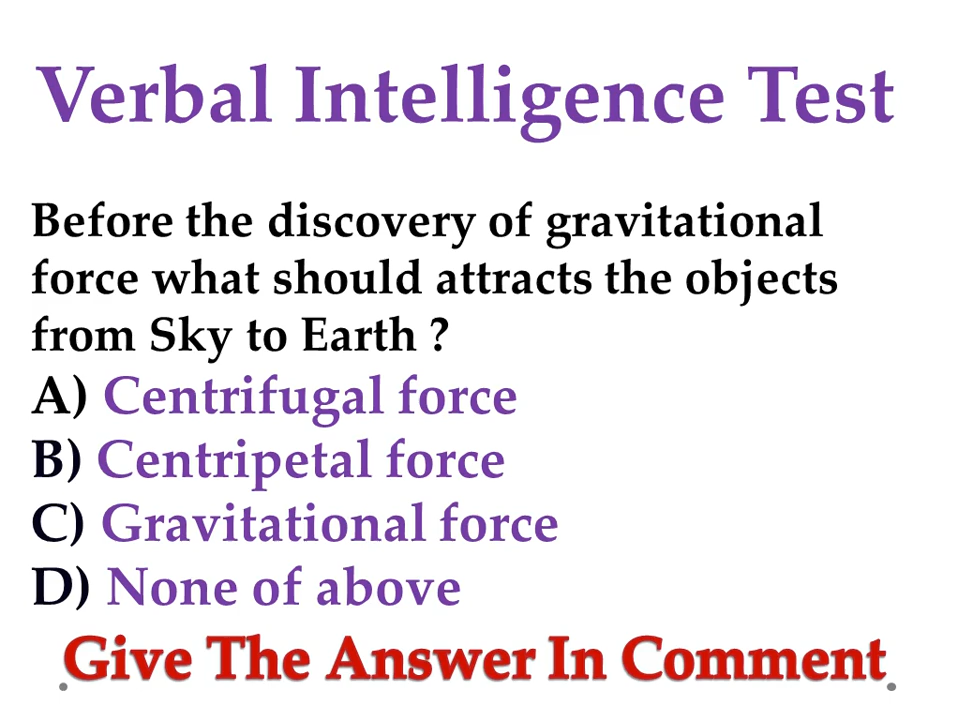 Verbal Intelligence Test
Before the discovery of gravitational
force what should attracts the objects
from Sky to Earth ?
A) Centrifugal force
B) Centripetal force
C) Gravitational force
D) None of above
Give The Answer In Comment